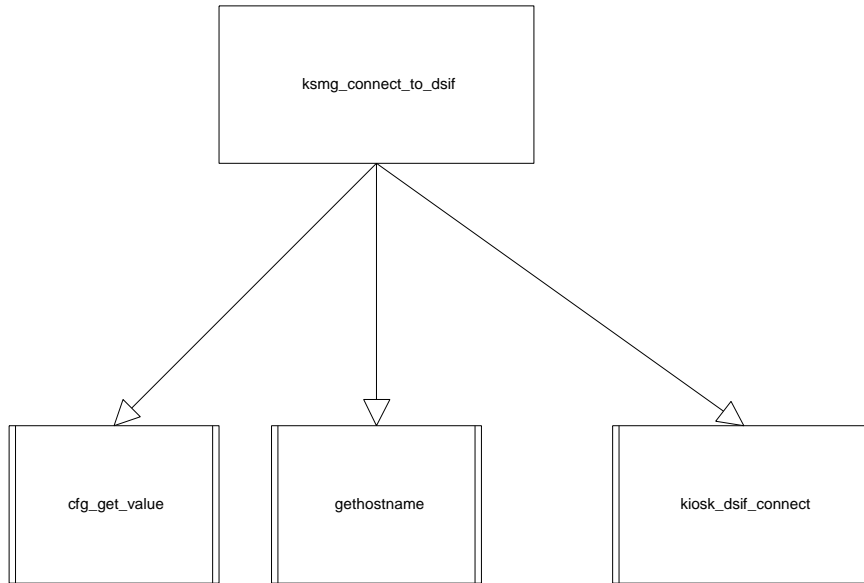 ksmg_connect_to_dsif
cfg_get_value
gethostname
kiosk_dsif_connect